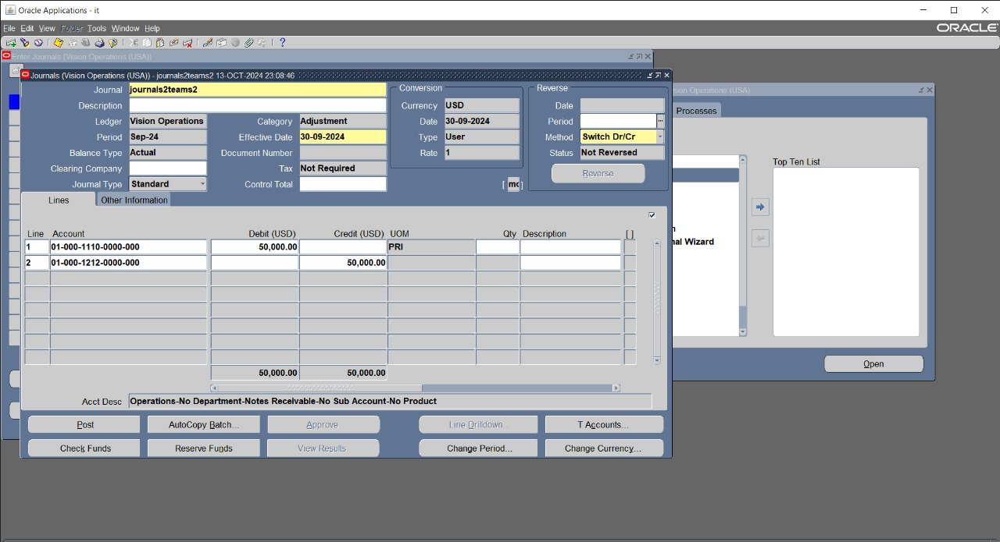 Oracle Applications - it
File Edit View Folder Tools Window Help
ORACLE
Enter Journals (Vision Operations (USA))
Journals (Vision Operations (USA)) - journals2teams2 13-OCT-2024 23:08:46
Vision Operations (USA)
Journal journals2teams2
Conversion
Reverse
Description
Currency USD
Date
Processes
Ledger Vision Operations
Category Adjustment
Date 30-09-2024
Period
Period Sep-24
Effective Date 30-09-2024
Type User
Method Switch Dr/Cr
Balance Type Actual
Document Number
Rate 1
Status Not Reversed
Clearing Company
Tax Not Required
Reverse
Top Ten List
Journal Type Standard
Control Total
[ mo ]
Lines
Other Information
Line Account Debit (USD) Credit (USD) UOM Qty Description [ ]
1 01-000-1110-0000-000 50,000.00 PRI
2 01-000-1212-0000-000 50,000.00
nal Wizard
50,000.00 50,000.00
Open
Acct Desc Operations-No Department-Notes Receivable-No Sub Account-No Product
Post AutoCopy Batch... Approve Line Drilldown... T Accounts...
Check Funds Reserve Funds View Results Change Period... Change Currency...